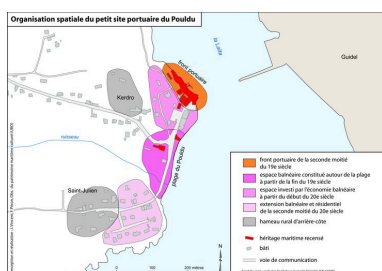 Organisation spatiale du petit site portuaire du Pouldu
la Laïta
front portuaire
Guidel
Kerdro
ruisseau
plage du Pouldu
Saint-Julien
front portuaire de la seconde moitié
du 19e siècle
espace balnéaire constitué autour de la plage
à partir de la fin du 19e siècle
espace investi par l'économie balnéaire
à partir du début du 20e siècle
extension balnéaire et résidentiel
de la seconde moitié du 20e siècle
hameau rural d'arrière-côte
héritage maritime recensé
bâti
voie de communication
N
0 100 200 mètres